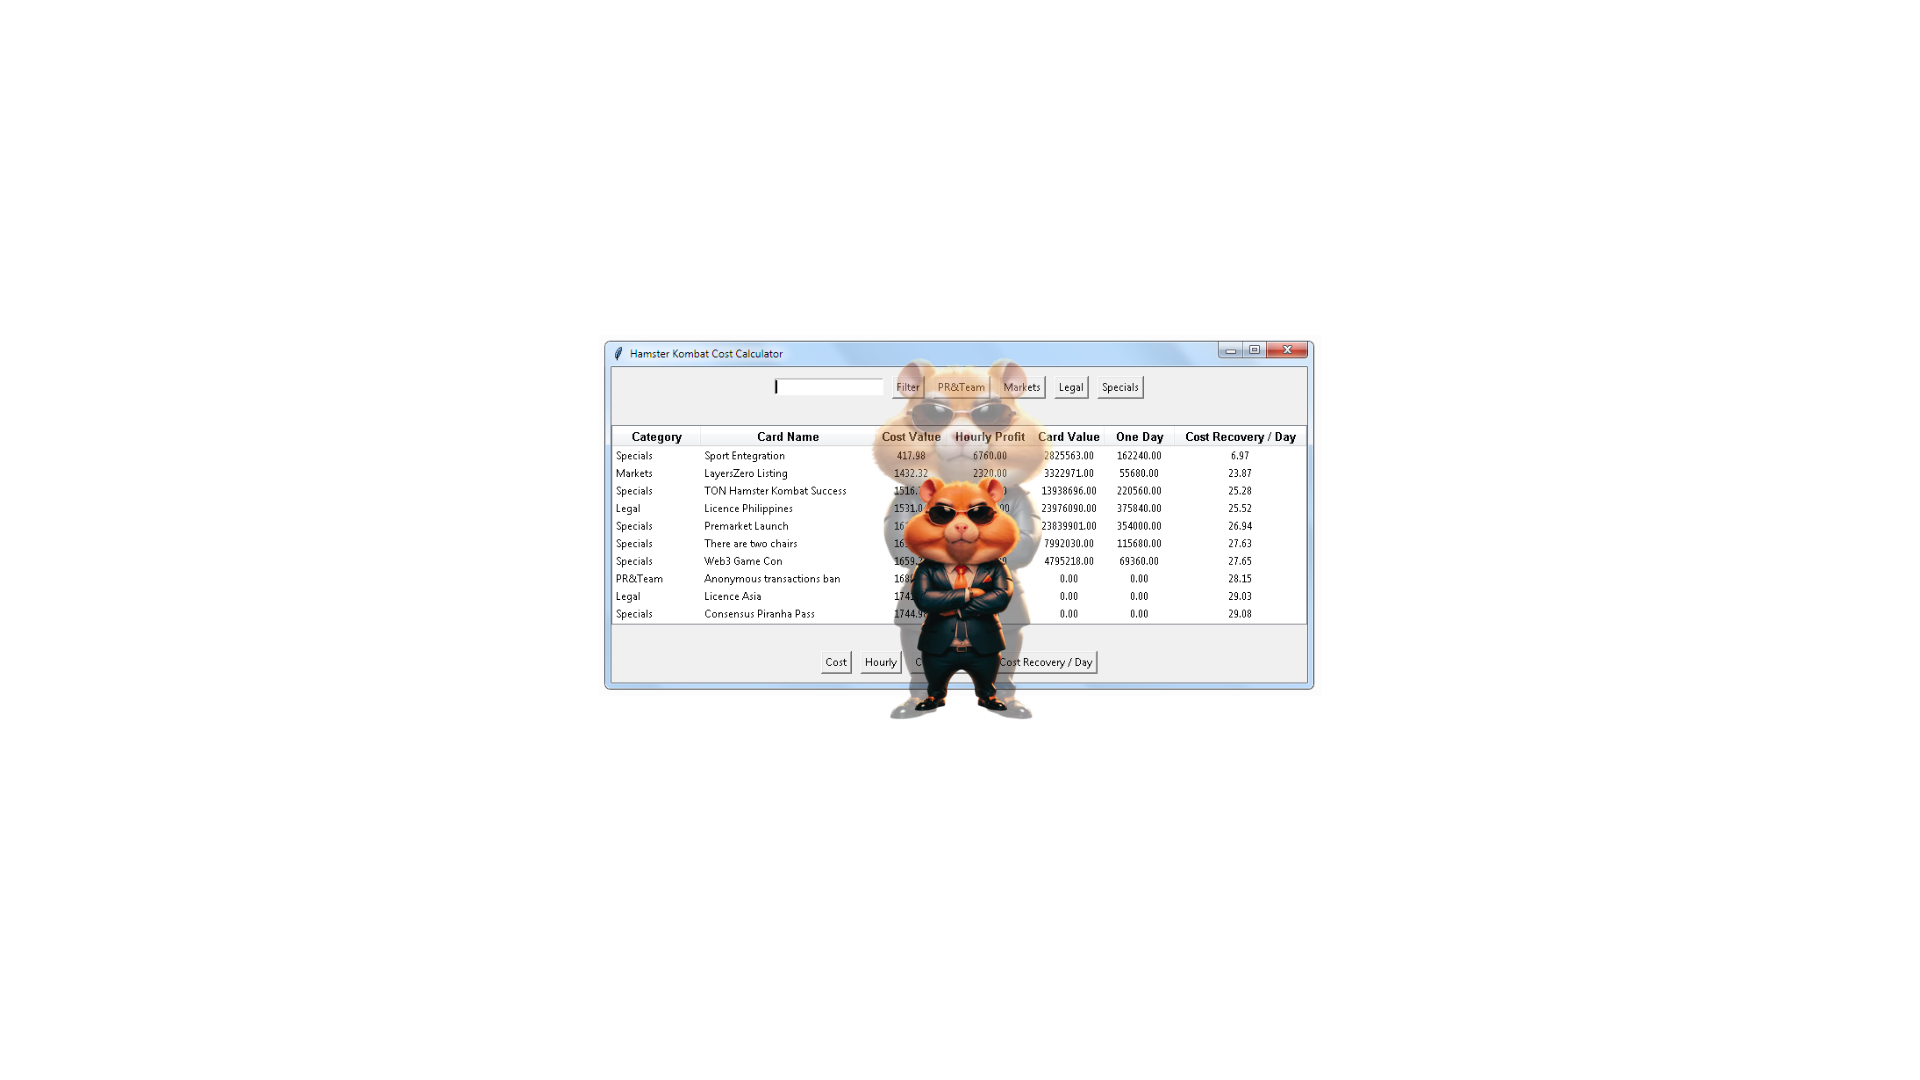 Hamster Kombat Cost Calculator
Filter PR&Team Markets Legal Specials
Category Card Name Cost Value Hourly Profit Card Value One Day Cost Recovery / Day
Specials Sport Entegration 417.98 6760.00 2825563.00 162240.00 6.97
Markets LayersZero Listing 1432.32 2320.00 3322971.00 55680.00 23.87
Specials TON Hamster Kombat Success 13938696.00 220560.00 25.28
Legal Licence Philippines 23976090.00 375840.00 25.52
Specials Premarket Launch 23839901.00 354000.00 26.94
Specials There are two chairs 7992030.00 115680.00 27.63
Specials Web3 Game Con 4795218.00 69360.00 27.65
PR&Team Anonymous transactions ban 0.00 0.00 28.15
Legal Licence Asia 0.00 0.00 29.03
Specials Consensus Piranha Pass 0.00 0.00 29.08
Cost Hourly Cost Recovery / Day